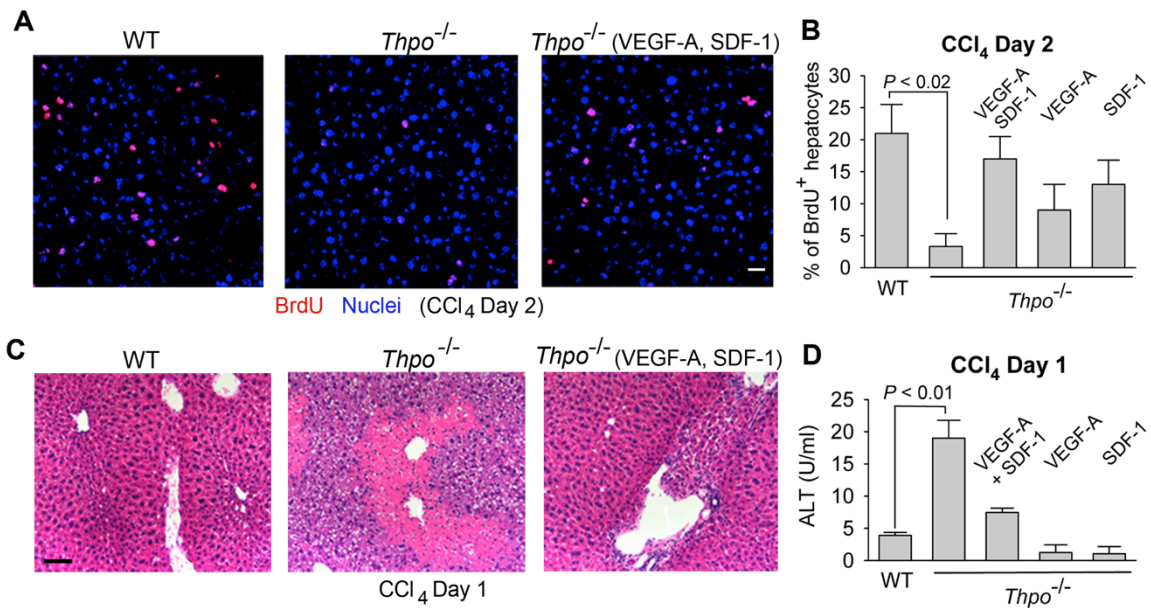 A
WT
Thpo-/-
Thpo-/- (VEGF-A, SDF-1)
BrdU Nuclei (CCl4 Day 2)
B
CCl4 Day 2
% of BrdU+ hepatocytes
30
25
20
15
10
5
0
P < 0.02
VEGF-A
SDF-1
VEGF-A
SDF-1
WT
Thpo-/-
C
WT
Thpo-/-
Thpo-/- (VEGF-A, SDF-1)
CCl4 Day 1
D
CCl4 Day 1
ALT (U/ml)
25
20
15
10
5
0
P < 0.01
VEGF-A
+ SDF-1
VEGF-A
SDF-1
WT
Thpo-/-